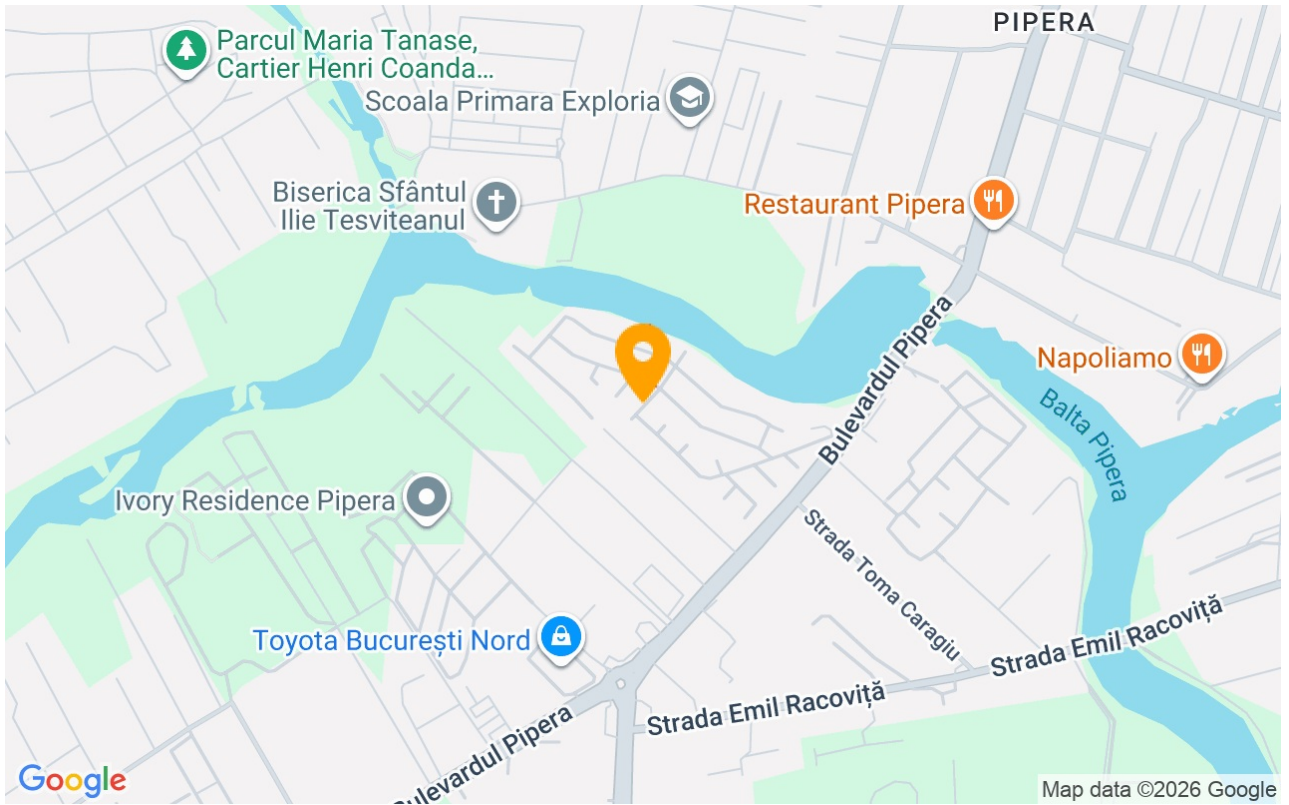 PIPERA
Parcul Maria Tanase,
Cartier Henri Coanda...
Scoala Primara Exploria
Biserica Sfântul
Ilie Tesviteanul
Restaurant Pipera
Bulevardul Pipera
Napoliamo
Balta Pipera
Ivory Residence Pipera
Strada Toma Caragiu
Toyota București Nord
Strada Emil Racoviță
Strada Emil Racoviță
Bulevardul Pipera
Google
Map data ©2026 Google